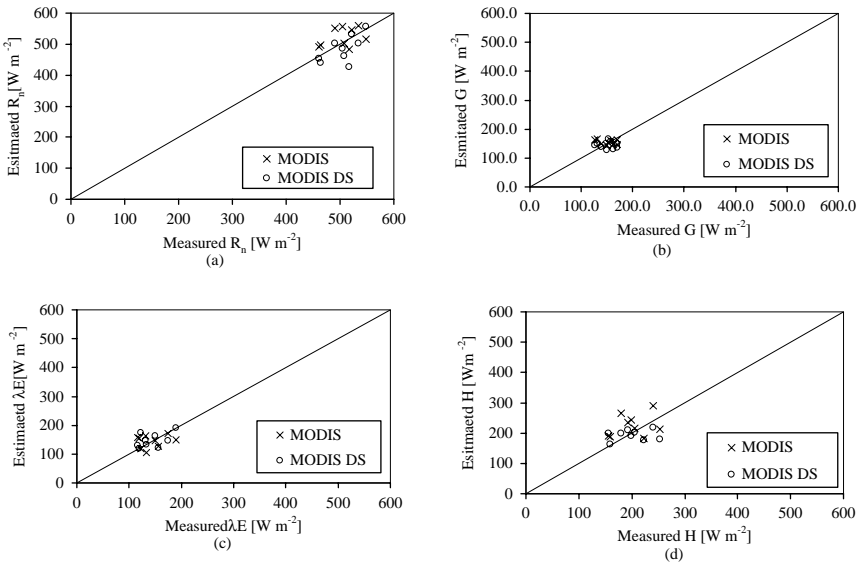 (a)
Esitmaetd Rn[W m-2]
600
500
400
300
200
100
0
MODIS
MODIS DS
0 100 200 300 400 500 600
Measured Rn [W m-2]
(a)
Esmitated G [W m-2]
600.0
500.0
400.0
300.0
200.0
100.0
0.0
MODIS
MODIS DS
0.0 100.0 200.0 300.0 400.0 500.0 600.0
Measured G [W m-2]
(b)
Estimaetd λE[W m-2]
600
500
400
300
200
100
0
MODIS
MODIS DS
0 100 200 300 400 500 600
MeasuredλE [W m-2]
(c)
Esitmaetd H [Wm-2]
600
500
400
300
200
100
0
MODIS
MODIS DS
0 100 200 300 400 500 600
Measured H [W m-2]
(d)